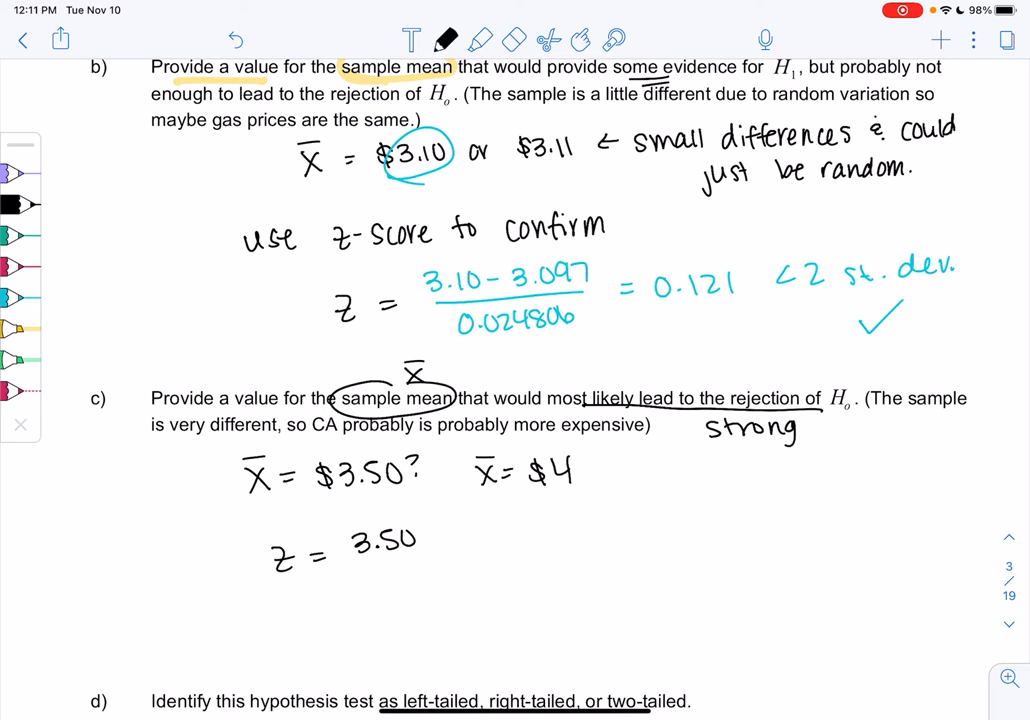 12:11 PM Tue Nov 10
98%
b) Provide a value for the sample mean that would provide some evidence for H₁, but probably not
enough to lead to the rejection of Hₒ. (The sample is a little different due to random variation so
maybe gas prices are the same.)
x̄ = $3.10 or $3.11 ← small differences & could
just be random.
use z-score to confirm
z = (3.10 - 3.097)/0.024806 = 0.121 < 2 st. dev. ✓
x̄
c) Provide a value for the sample mean that would most likely lead to the rejection of Hₒ. (The sample
is very different, so CA probably is probably more expensive)
strong
x̄ = $3.50? x̄ = $4
z = 3.50
3
/
19
d) Identify this hypothesis test as left-tailed, right-tailed, or two-tailed.